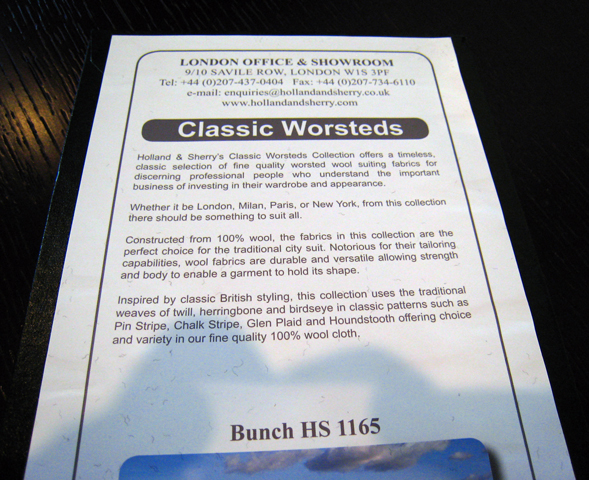 LONDON OFFICE & SHOWROOM
9/10 SAVILE ROW, LONDON W1S 3PF
Tel: +44 (0)207-437-0404 Fax: +44 (0)207-734-6110
e-mail: enquiries@hollandandsherry.co.uk
www.hollandandsherry.com
Classic Worsteds
Holland & Sherry's Classic Worsteds Collection offers a timeless,
classic selection of fine quality worsted wool suiting fabrics for
discerning professional people who understand the important
business of investing in their wardrobe and appearance.
Whether it be London, Milan, Paris, or New York, from this collection
there should be something to suit all.
Constructed from 100% wool, the fabrics in this collection are the
perfect choice for the traditional city suit. Notorious for their tailoring
capabilities, wool fabrics are durable and versatile allowing strength
and body to enable a garment to hold its shape.
Inspired by classic British styling, this collection uses the traditional
weaves of twill, herringbone and birdseye in classic patterns such as
Pin Stripe, Chalk Stripe, Glen Plaid and Houndstooth offering choice
and variety in our fine quality 100% wool cloth.
Bunch HS 1165